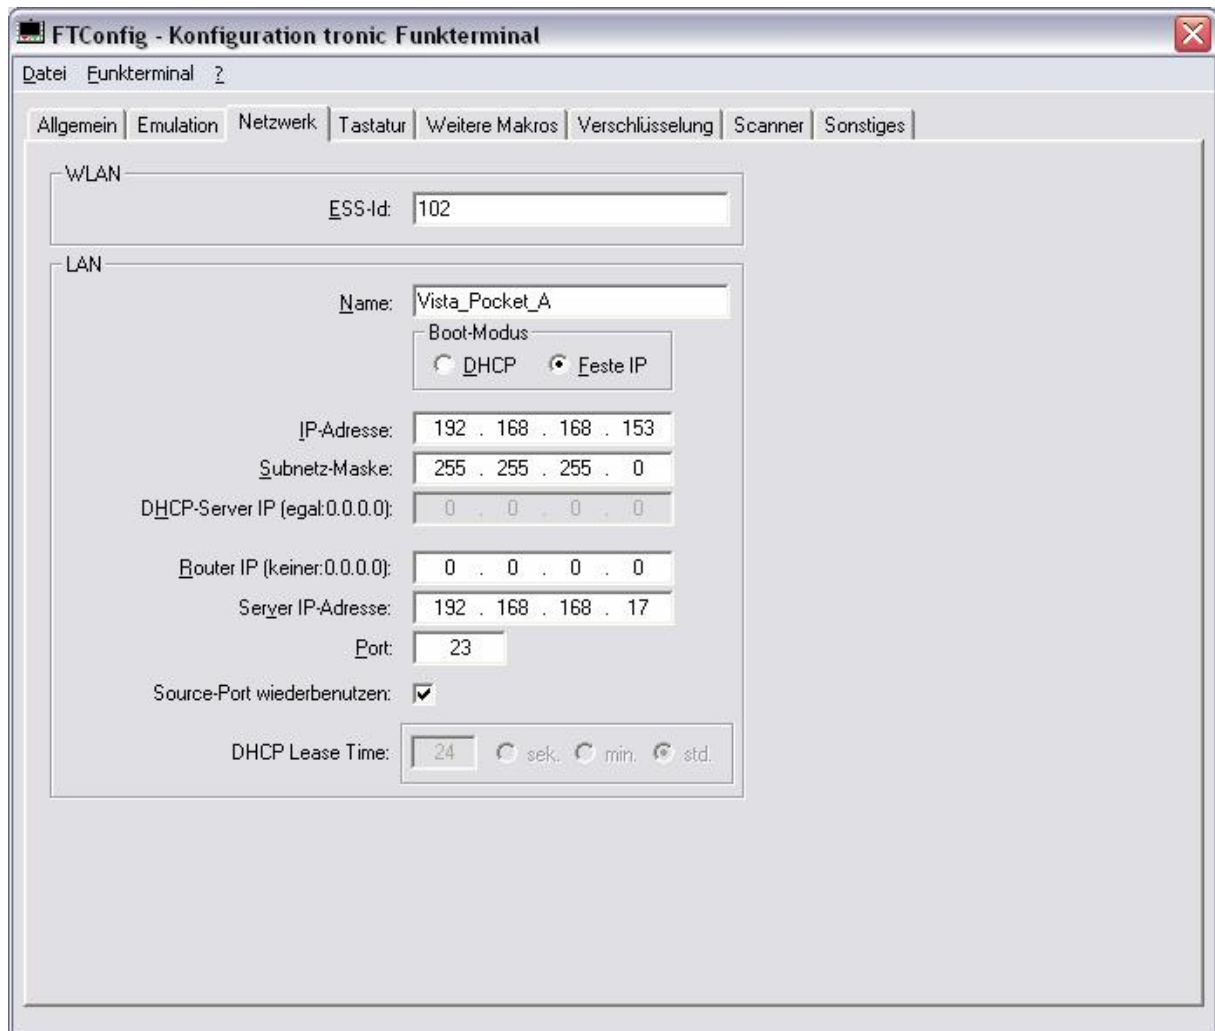 FTConfig - Konfiguration tronic Funkterminal
Datei Funkterminal ?
Allgemein Emulation Netzwerk Tastatur Weitere Makros Verschlüsselung Scanner Sonstiges
WLAN
ESS-Id: 102
LAN
Name: Vista_Pocket_A
Boot-Modus
DHCP Feste IP
IP-Adresse: 192 . 168 . 168 . 153
Subnetz-Maske: 255 . 255 . 255 . 0
DHCP-Server IP (egal:0.0.0.0): 0 . 0 . 0 . 0
Router IP (keiner:0.0.0.0): 0 . 0 . 0 . 0
Server IP-Adresse: 192 . 168 . 168 . 17
Port: 23
Source-Port wiederbenutzen:
DHCP Lease Time: 24 sek. min. std.